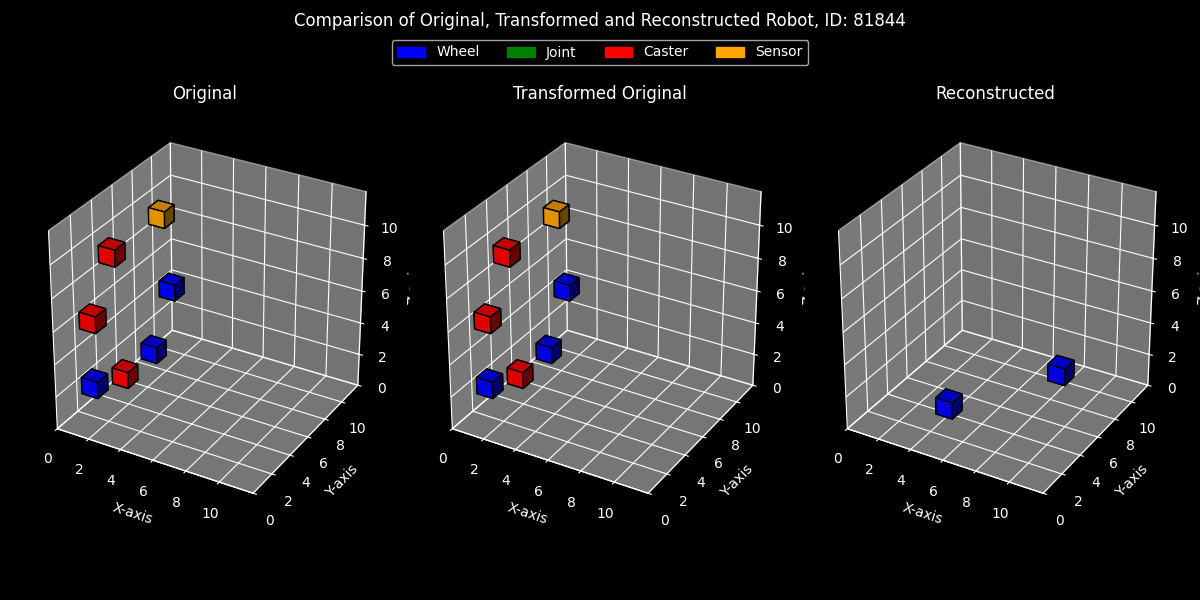 Comparison of Original, Transformed and Reconstructed Robot, ID: 81844
Wheel Joint Caster Sensor
Original Transformed Original Reconstructed
10 10 10
8 8 8
6 6 6
4 4 4
2 2 2
0 0 0
10 10 10
8 8 8
6 6 6
4 4 4
2 2 2
0 0 0
0 2 4 6 8 10 0 2 4 6 8 10 0 2 4 6 8 10
Y-axis Y-axis Y-axis
X-axis X-axis X-axis